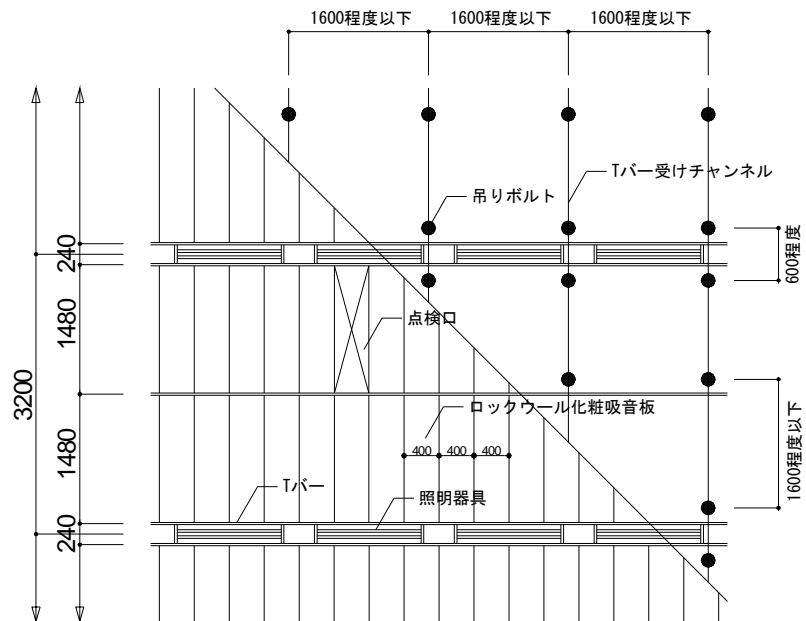 1600程度以下 1600程度以下 1600程度以下
Tバー受けチャンネル
吊りボルト
240
600程度
1480
点検口
3200
ロックウール化粧吸音板
1480
400 400 400
1600程度以下
Tバー
照明器具
240